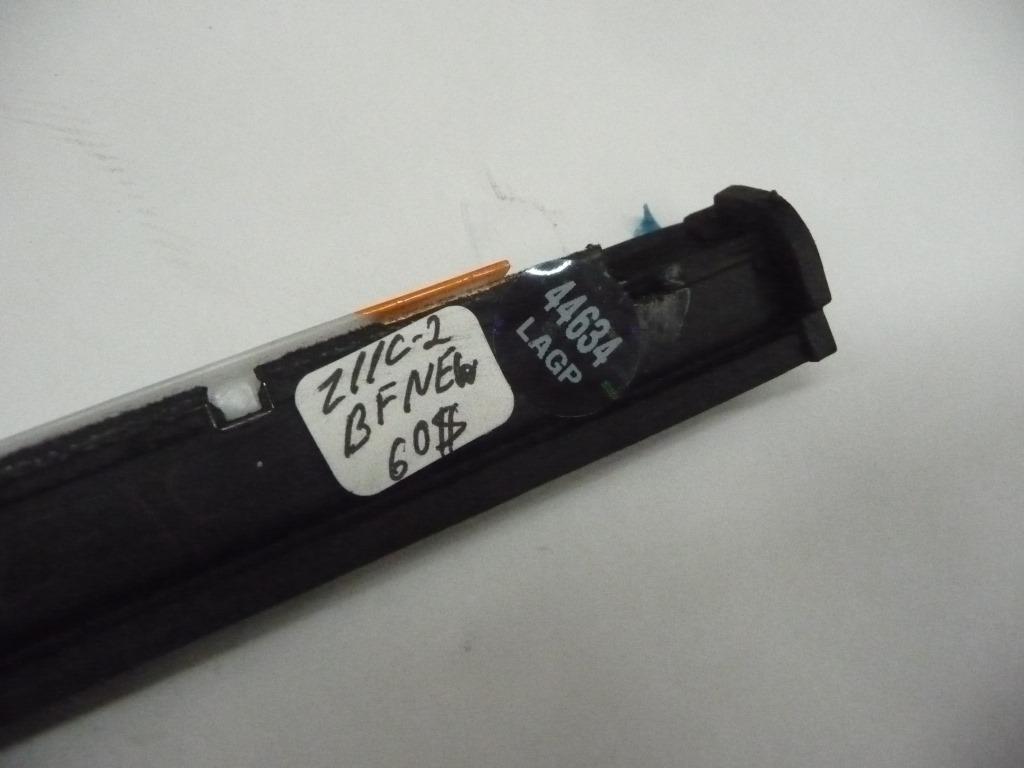 Z11C-2
BFNEW
60$
44634
LAGP